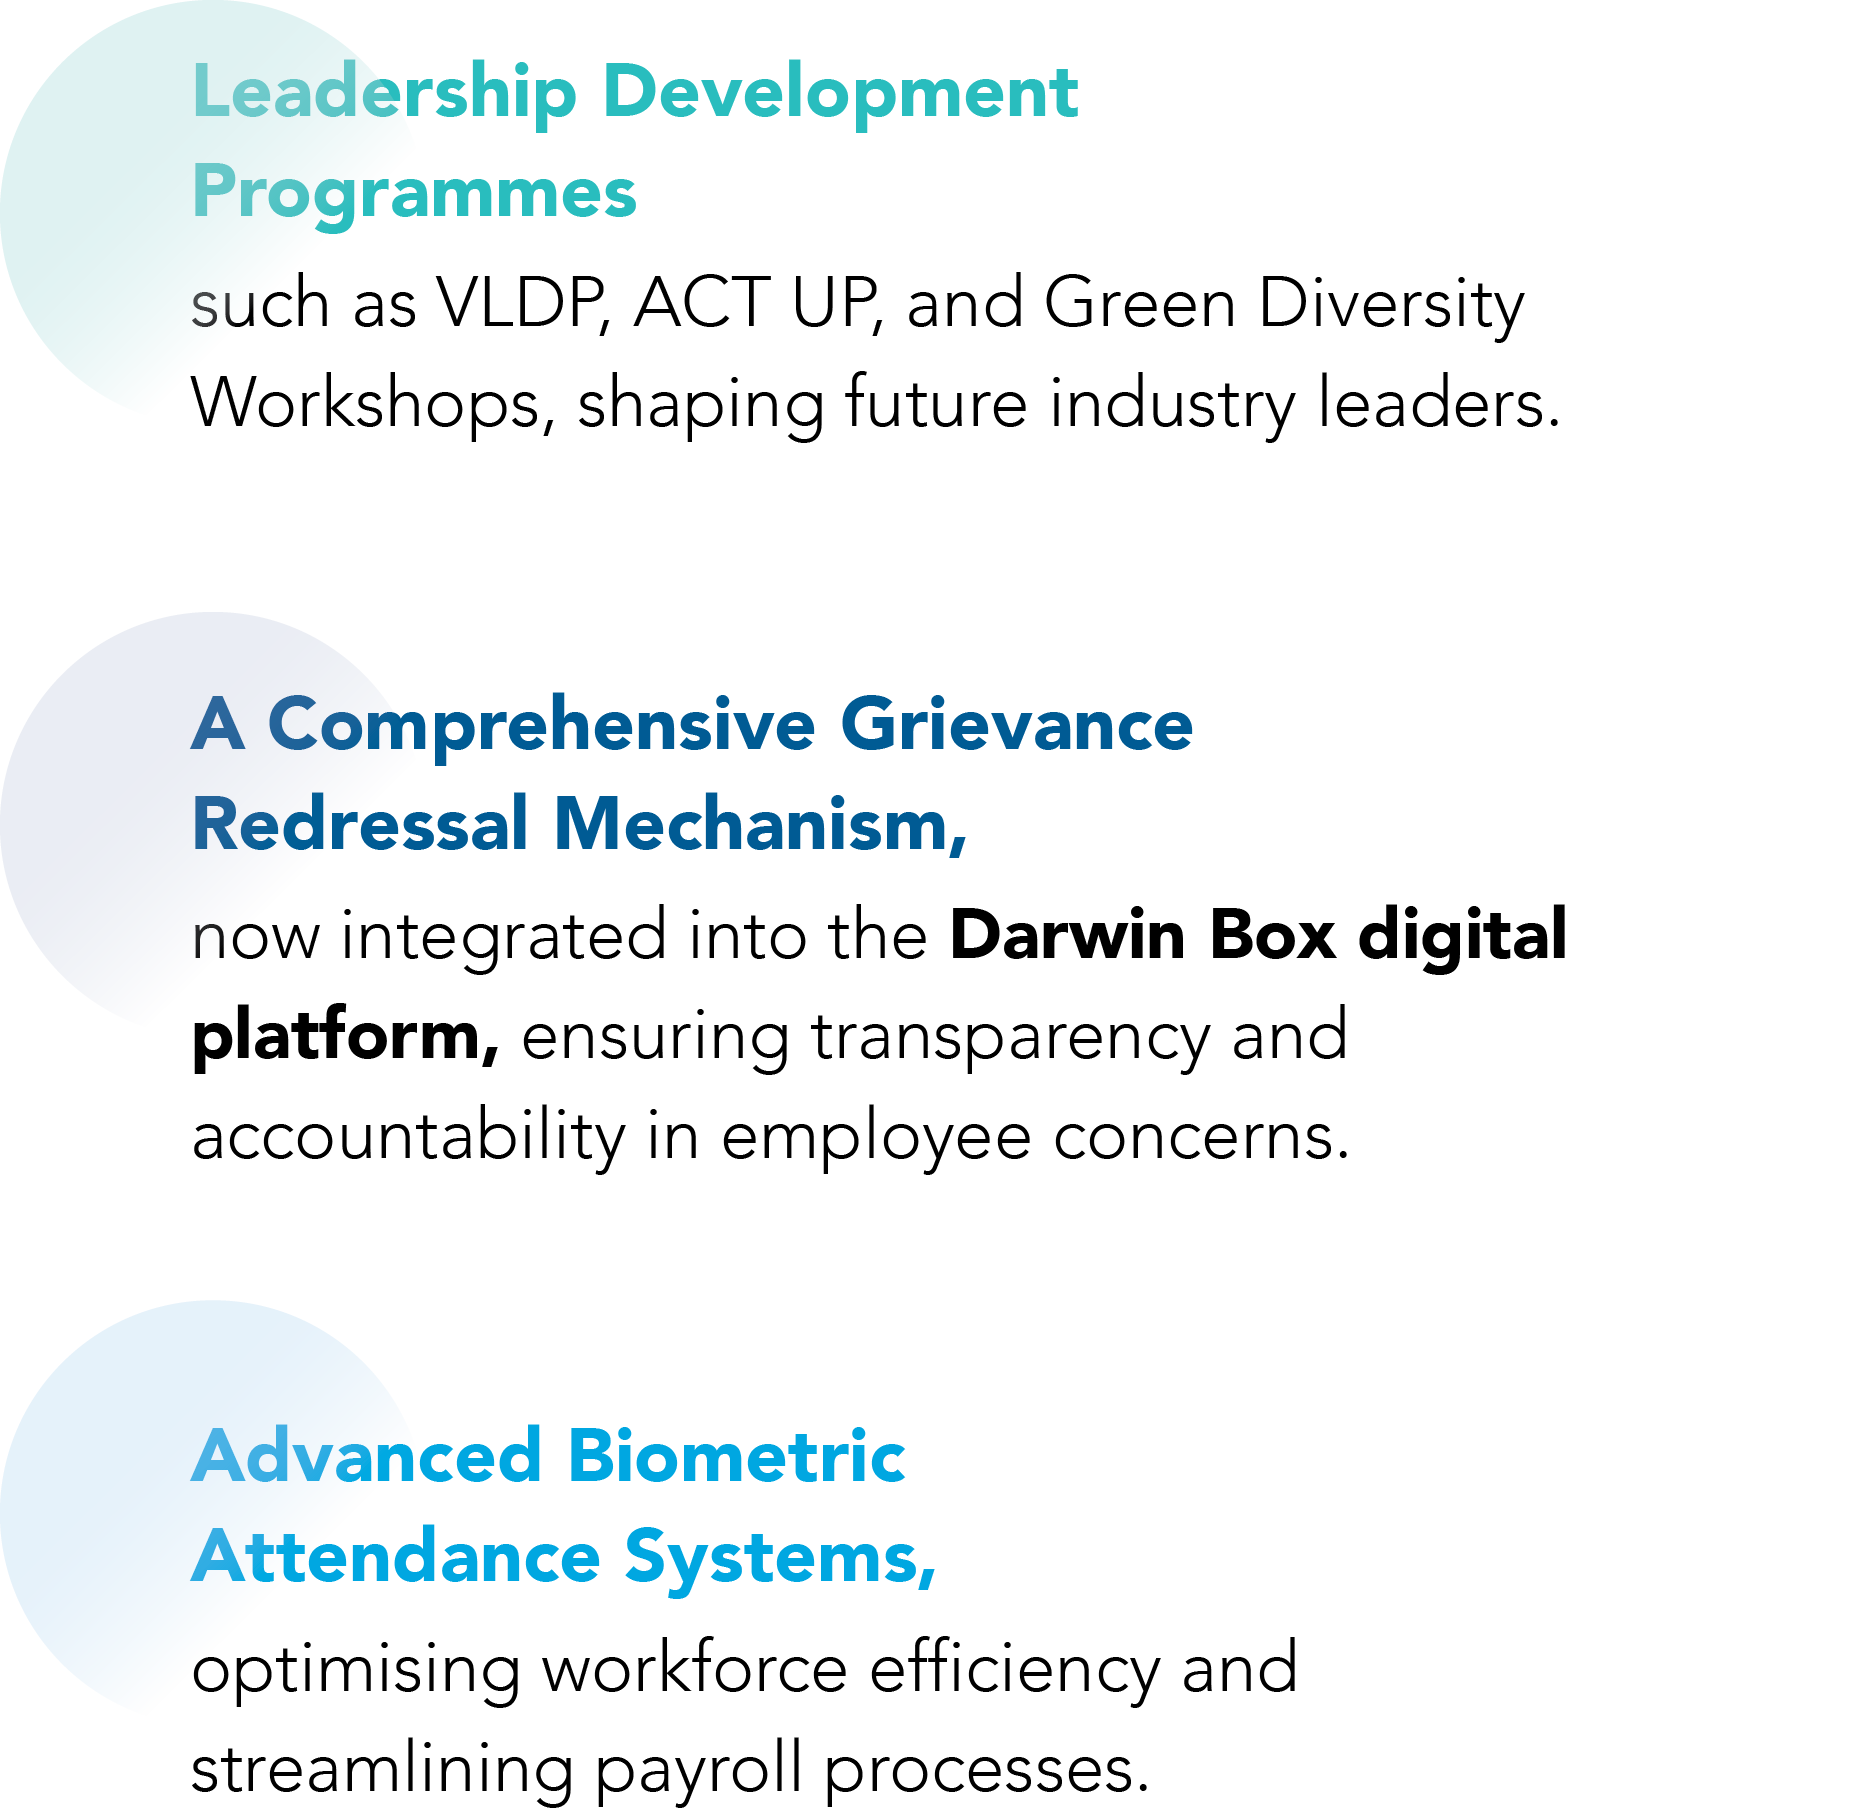 Leadership Development
Programmes
such as VLDP, ACT UP, and Green Diversity
Workshops, shaping future industry leaders.
A Comprehensive Grievance
Redressal Mechanism,
now integrated into the Darwin Box digital
platform, ensuring transparency and
accountability in employee concerns.
Advanced Biometric
Attendance Systems,
optimising workforce efficiency and
streamlining payroll processes.